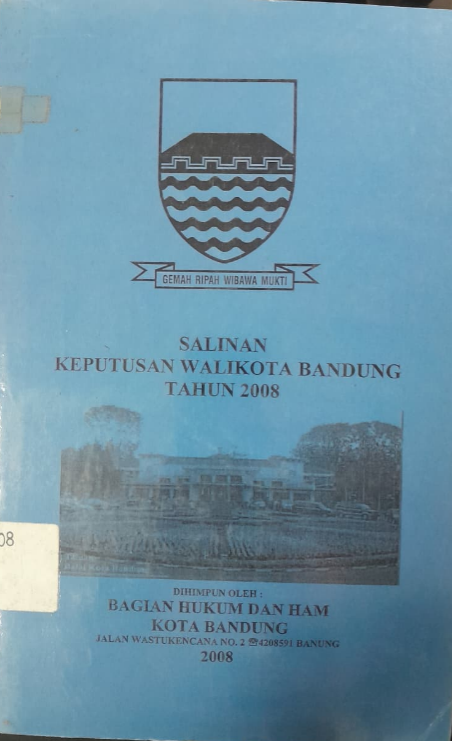 GEMAH RIPAH WIBAWA MUKTI
SALINAN
KEPUTUSAN WALIKOTA BANDUNG
TAHUN 2008
08
DIHIMPUN OLEH :
BAGIAN HUKUM DAN HAM
KOTA BANDUNG
JALAN WASTUKENCANA NO. 2 ☎4208591 BANUNG
2008